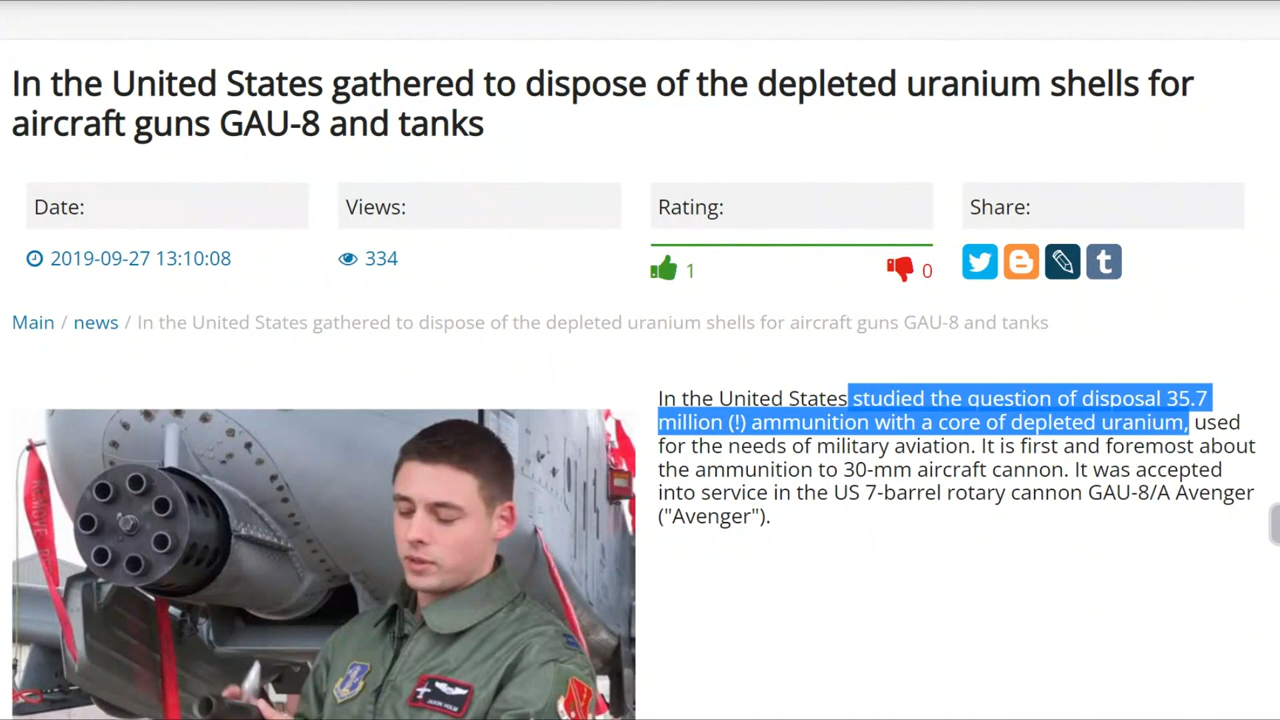 In the United States gathered to dispose of the depleted uranium shells for
aircraft guns GAU-8 and tanks
Date:
Views:
Rating:
Share:
2019-09-27 13:10:08
334
1
0
Main / news / In the United States gathered to dispose of the depleted uranium shells for aircraft guns GAU-8 and tanks
In the United States studied the question of disposal 35.7
million (!) ammunition with a core of depleted uranium, used
for the needs of military aviation. It is first and foremost about
the ammunition to 30-mm aircraft cannon. It was accepted
into service in the US 7-barrel rotary cannon GAU-8/A Avenger
("Avenger").